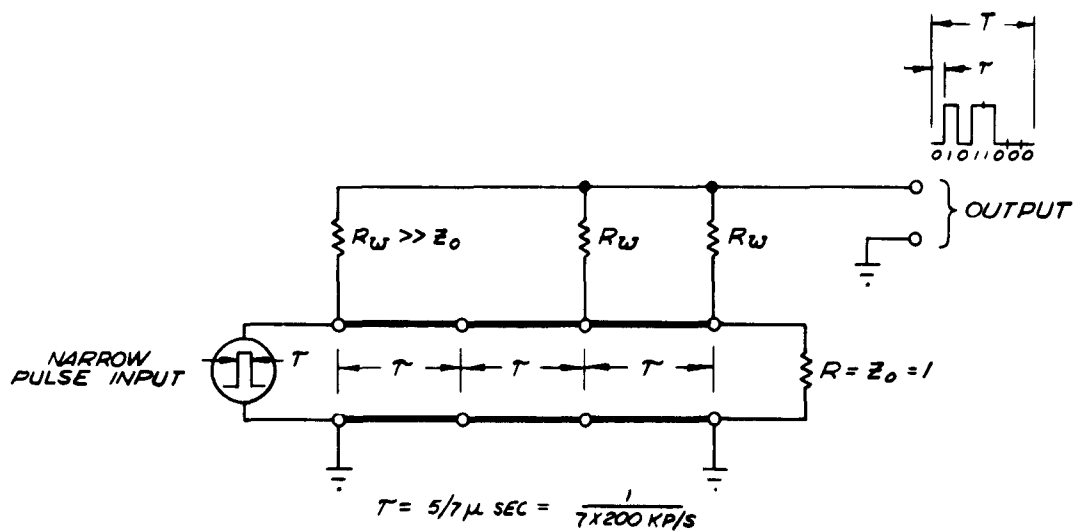 T
τ
0 1 0 1 1 0 0 0
OUTPUT
R_W >> Z_0
R_W
R_W
NARROW
PULSE INPUT
τ
τ
τ
τ
R = Z_0 = 1
τ = 5/7 μ SEC = 1 / 7 X 200 KP/S